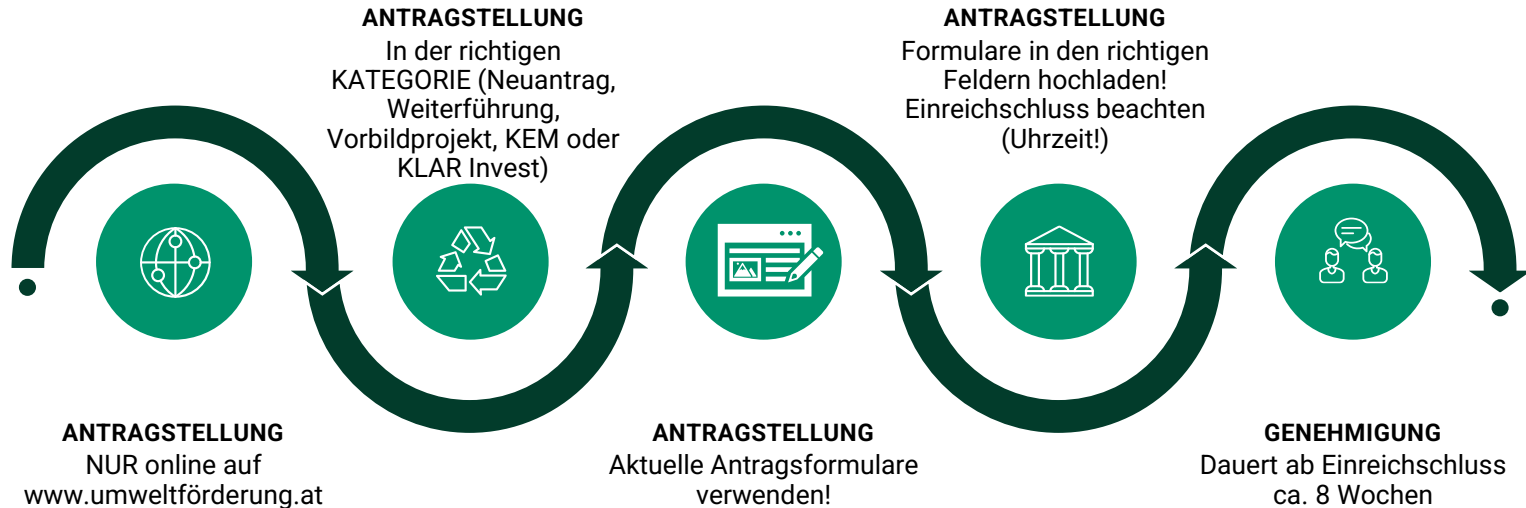 ANTRAGSTELLUNG
NUR online auf
www.umweltförderung.at
ANTRAGSTELLUNG
In der richtigen
KATEGORIE (Neuantrag,
Weiterführung,
Vorbildprojekt, KEM oder
KLAR Invest)
ANTRAGSTELLUNG
Aktuelle Antragsformulare
verwenden!
ANTRAGSTELLUNG
Formulare in den richtigen
Feldern hochladen!
Einreichschluss beachten
(Uhrzeit!)
GENEHMIGUNG
Dauert ab Einreichschluss
ca. 8 Wochen